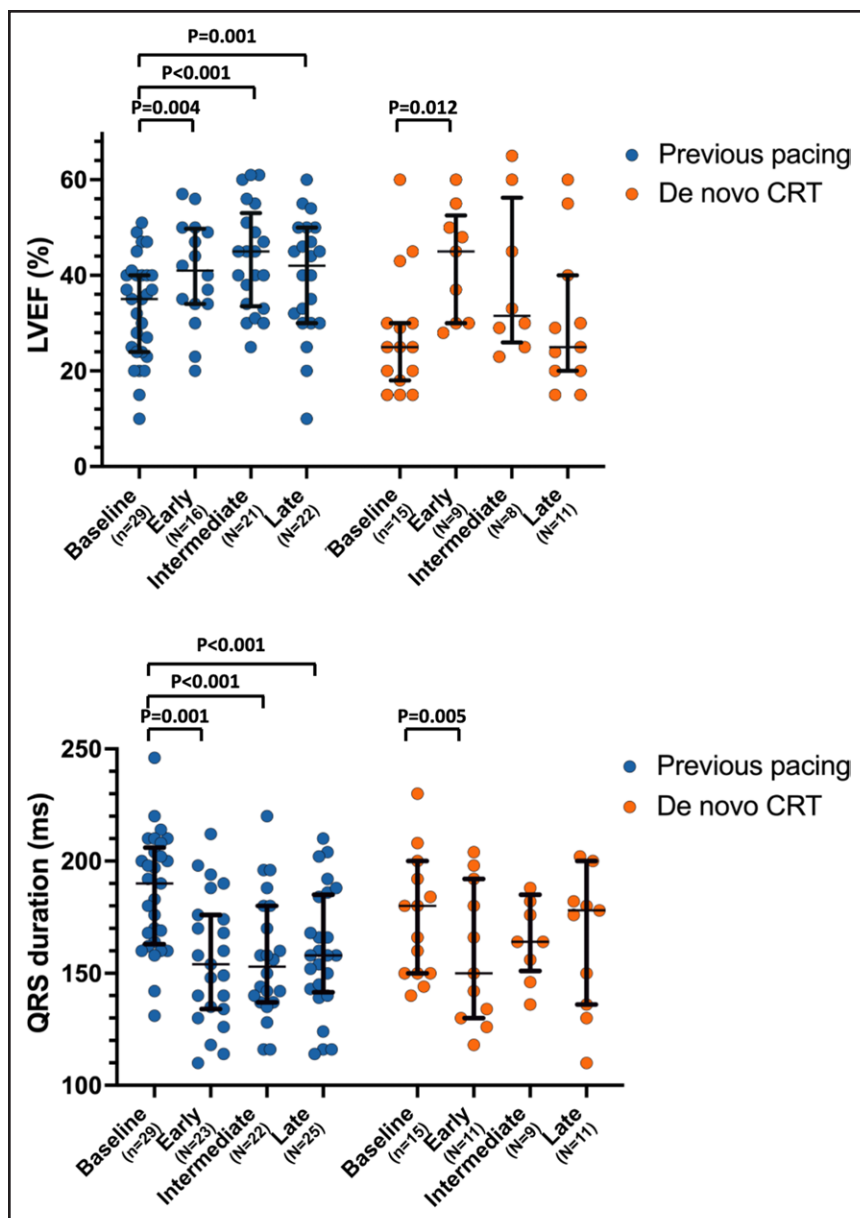 P=0.001
P<0.001
P=0.004
P=0.012
Previous pacing
De novo CRT
LVEF (%)
60
40
20
0
Baseline
(n=29)
Early
(N=16)
Intermediate
(N=21)
Late
(N=22)
Baseline
(n=15)
Early
(N=9)
Intermediate
(N=8)
Late
(N=11)
P<0.001
P<0.001
P=0.001
P=0.005
Previous pacing
De novo CRT
QRS duration (ms)
250
200
150
100
Baseline
(n=29)
Early
(N=23)
Intermediate
(N=22)
Late
(N=25)
Baseline
(n=15)
Early
(N=11)
Intermediate
(N=9)
Late
(N=11)